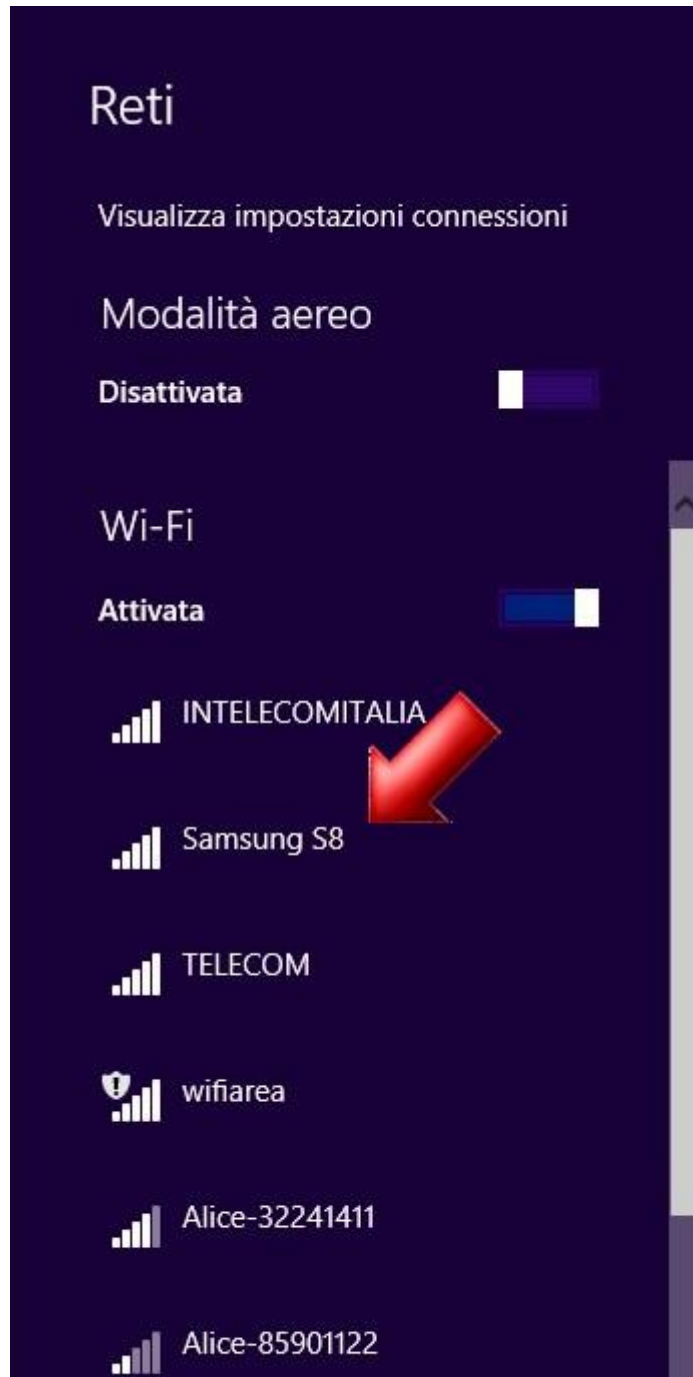 Reti
Visualizza impostazioni connessioni
Modalità aereo
Disattivata
Wi-Fi
Attivata
INTELECOMITALIA
Samsung S8
TELECOM
wifiarea
Alice-32241411
Alice-85901122